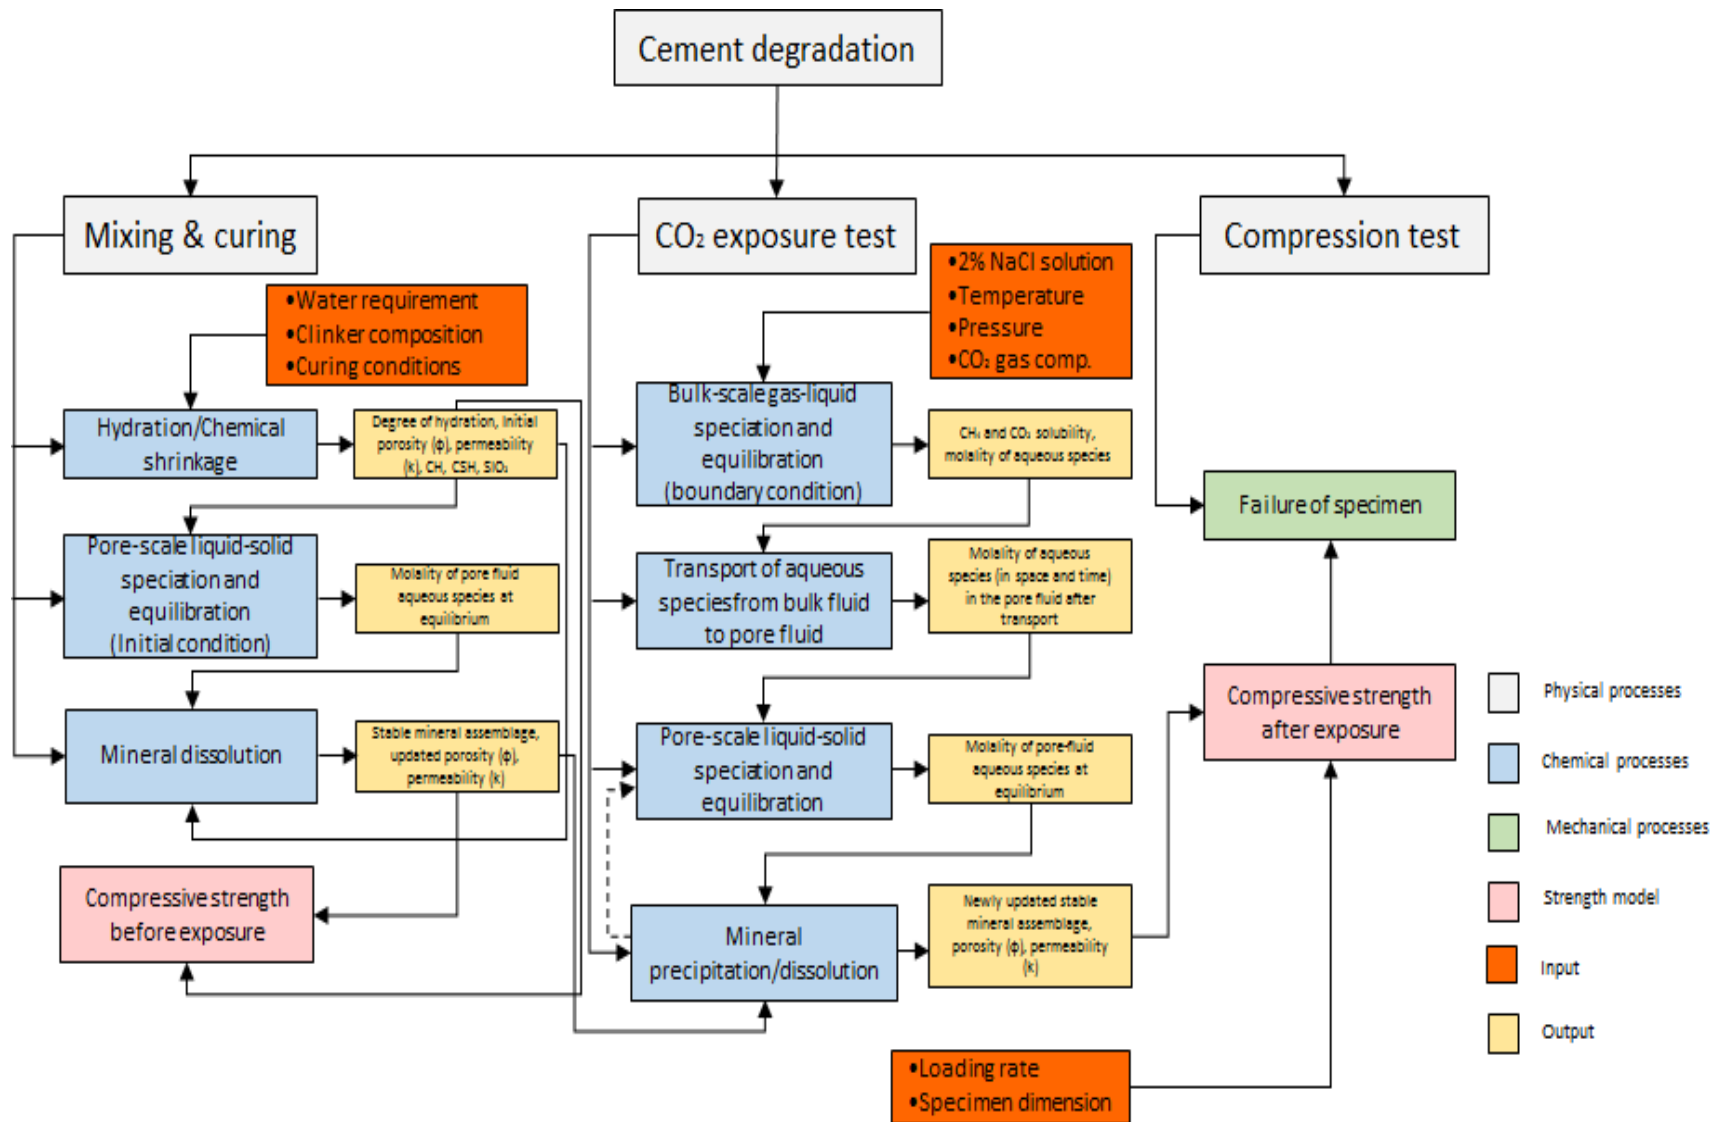 Cement degradation
Mixing & curing
CO₂ exposure test
Compression test
•Water requirement
•Clinker composition
•Curing conditions
•2% NaCl solution
•Temperature
•Pressure
•CO₂ gas comp.
Hydration/Chemical
shrinkage
Degree of hydration, Initial
porosity (ϕ), permeability
(k), CH, CSH, SIO₂
Pore-scale liquid-solid
speciation and
equilibration
(Initial condition)
Molality of pore fluid
aqueous species at
equilibrium
Mineral dissolution
Stable mineral assemblage,
updated porosity (ϕ),
permeability (k)
Compressive strength
before exposure
Bulk-scale gas-liquid
speciation and
equilibration
(boundary condition)
CH₄ and CO₂ solubility,
molality of aqueous species
Transport of aqueous
species from bulk fluid
to pore fluid
Molality of aqueous
species (in space and time)
in the pore fluid after
transport
Pore-scale liquid-solid
speciation and
equilibration
Molality of pore-fluid
aqueous species at
equilibrium
Mineral
precipitation/dissolution
Newly updated stable
mineral assemblage,
porosity (ϕ), permeability
(k)
Failure of specimen
Compressive strength
after exposure
•Loading rate
•Specimen dimension
Physical processes
Chemical processes
Mechanical processes
Strength model
Input
Output